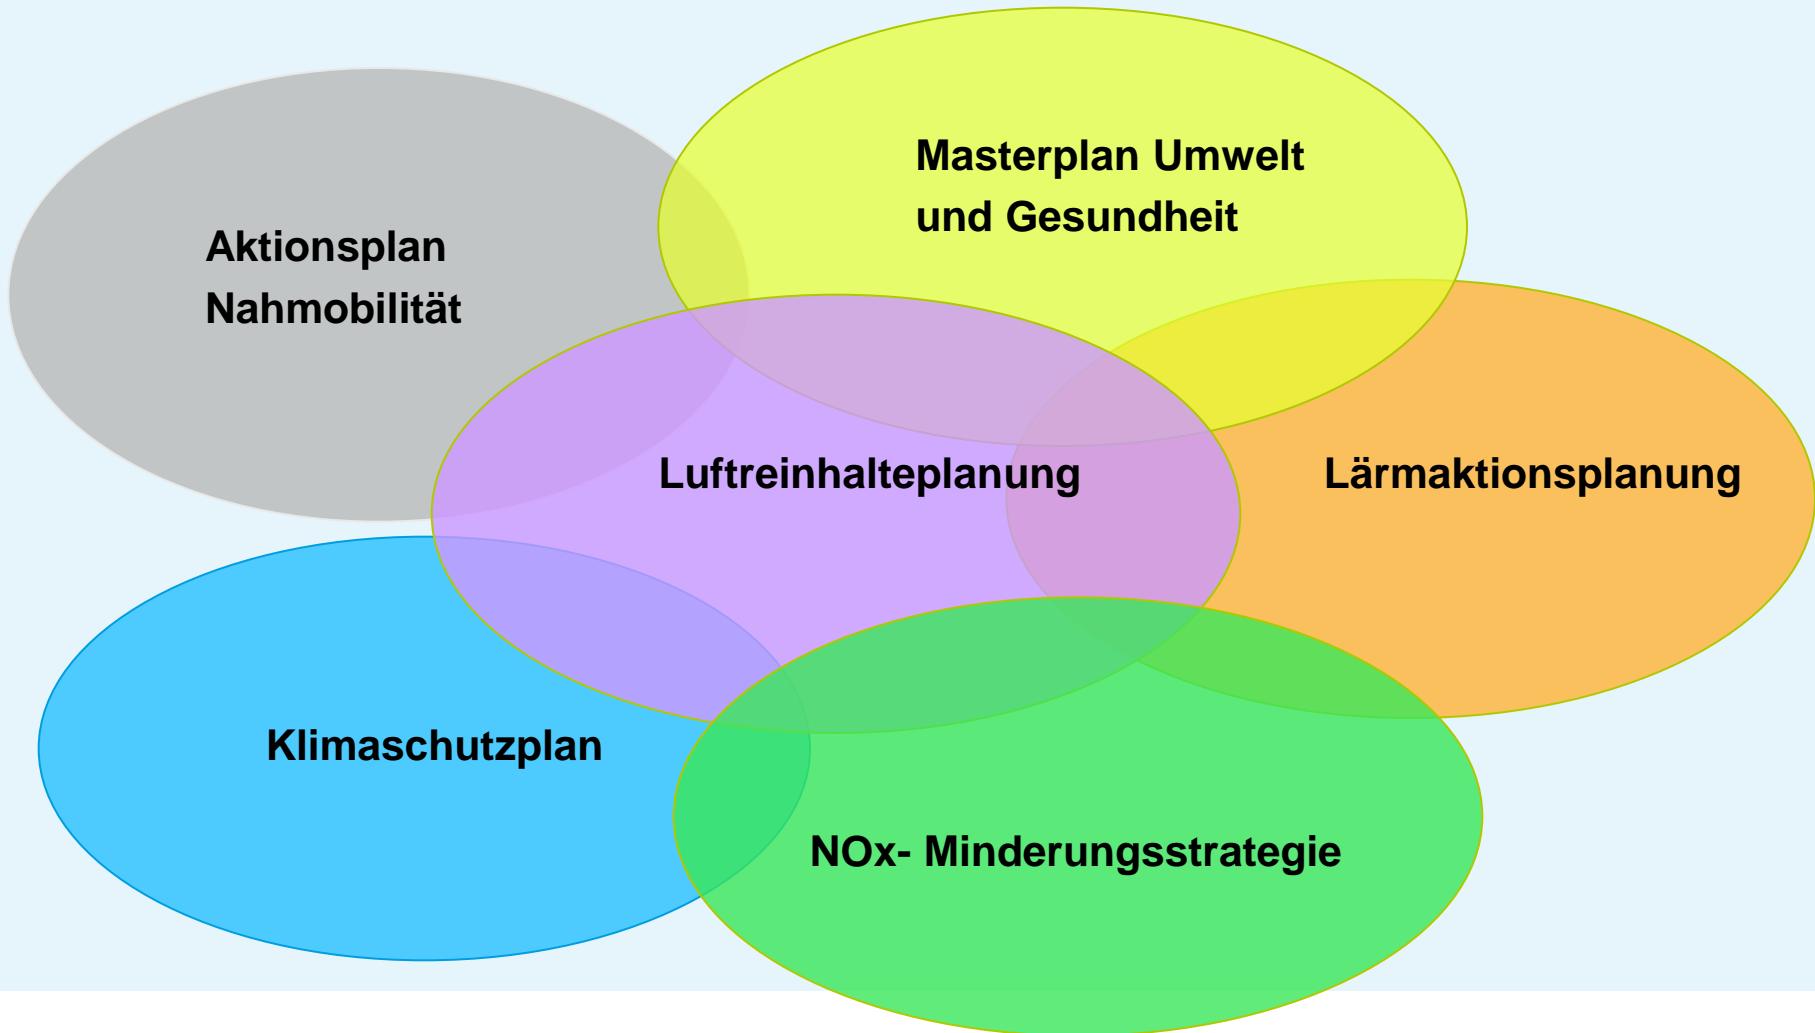 Masterplan Umwelt
und Gesundheit
Aktionsplan
Nahmobilität
Luftreinhalteplanung
Lärmaktionsplanung
Klimaschutzplan
NOx- Minderungsstrategie